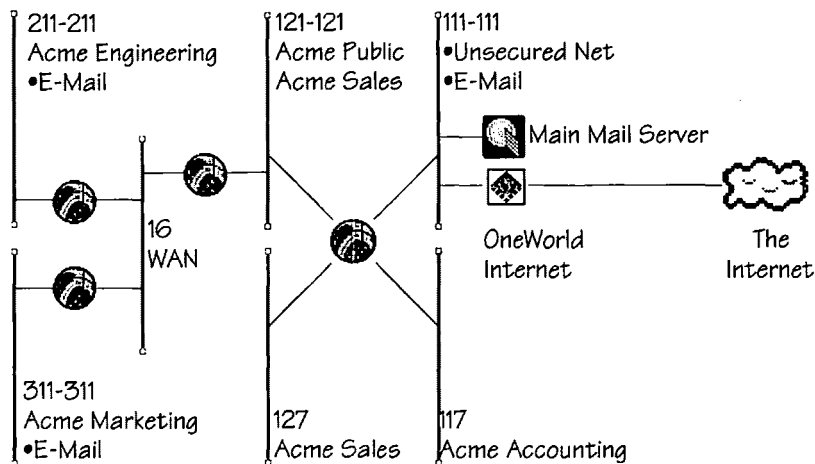 211-211
Acme Engineering
•E-Mail
121-121
Acme Public
Acme Sales
111-111
•Unsecured Net
•E-Mail
Main Mail Server
16
WAN
OneWorld
Internet
The
Internet
311-311
Acme Marketing
•E-Mail
127
Acme Sales
117
Acme Accounting